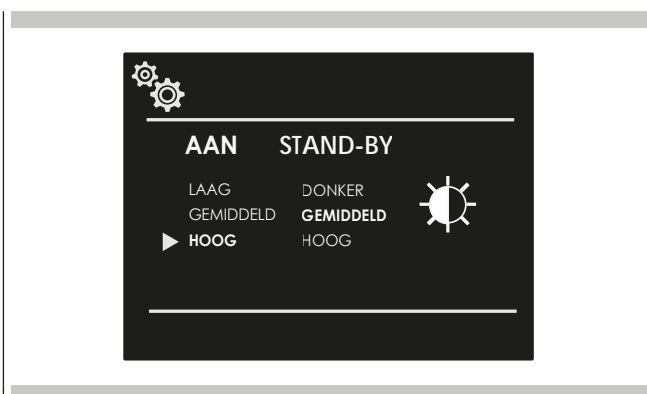 AAN STAND-BY
LAAG DONKER
GEMIDDELD GEMIDDELD
HOOG HOOG